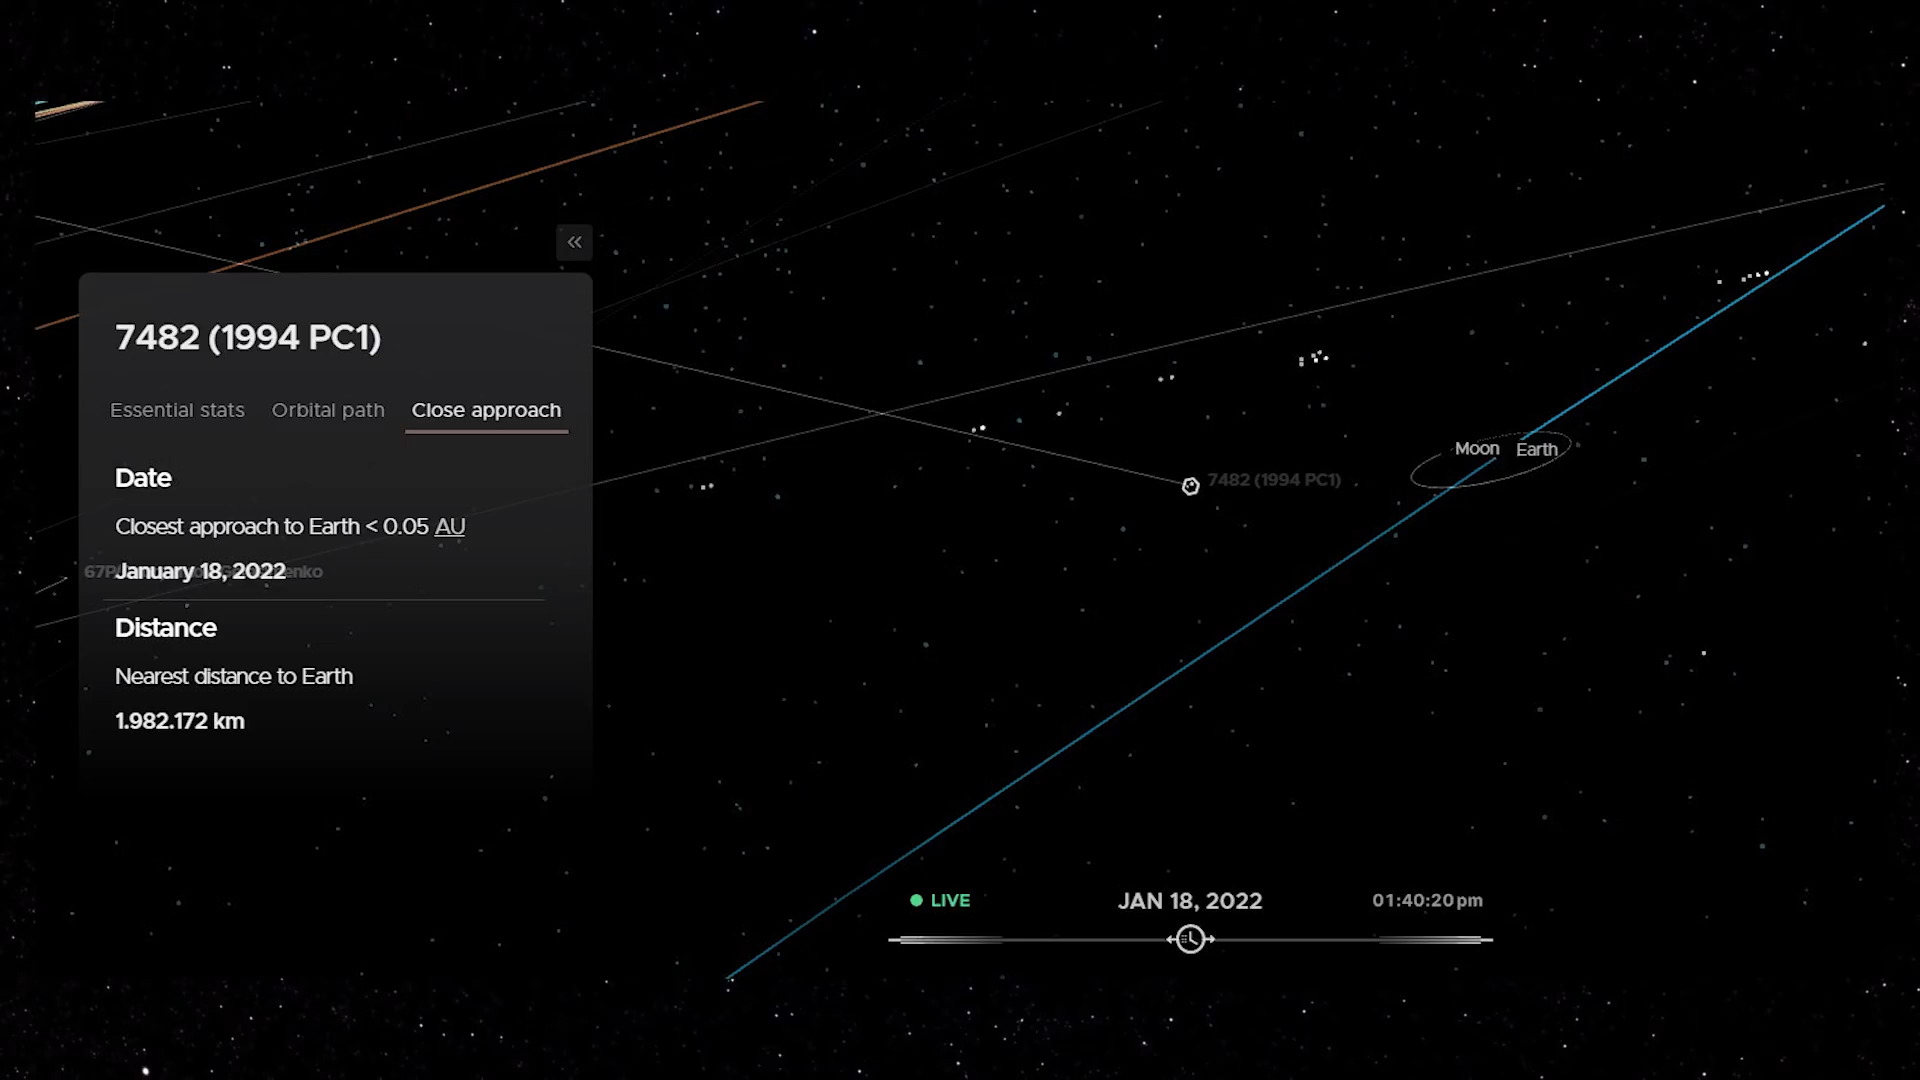 7482 (1994 PC1)
Essential stats Orbital path Close approach
Date
Closest approach to Earth < 0.05 AU
January 18, 2022
Distance
Nearest distance to Earth
1.982.172 km
7482 (1994 PC1)
Moon Earth
LIVE JAN 18, 2022 01:40:20 pm